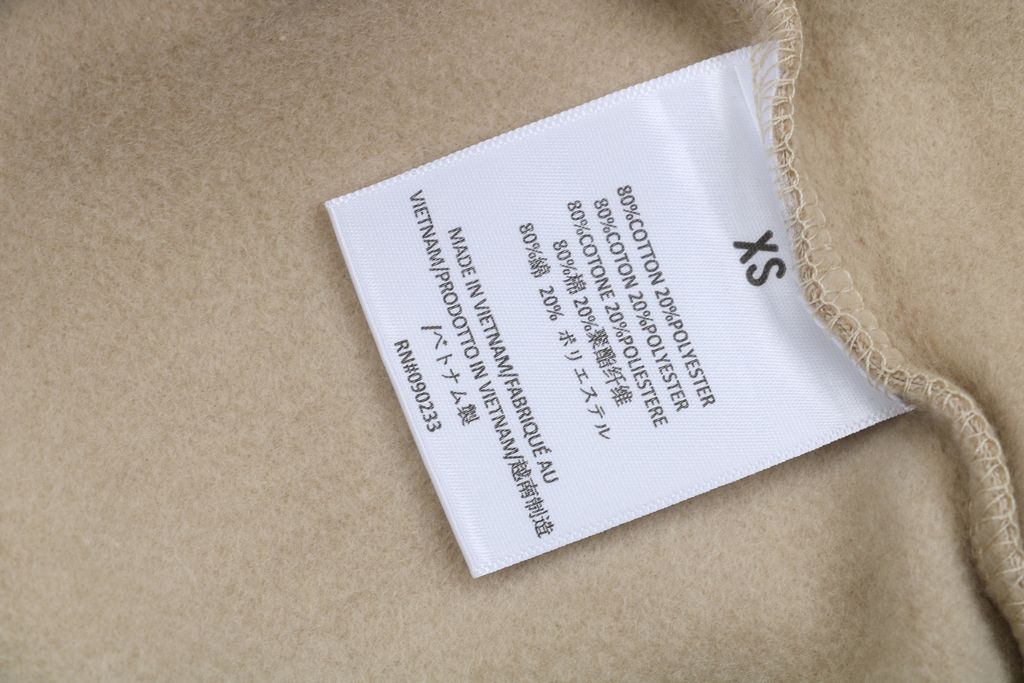 XS
80%COTTON 20%POLYESTER
80%COTON 20%POLYESTER
80%COTONE 20%POLIESTERE
80%棉 20%聚酯纤维
80%綿 20% ポリエステル
MADE IN VIETNAM/FABRIQUÉ AU
VIETNAM/PRODOTTO IN VIETNAM/越南制造
/ベトナム製
RN#090233